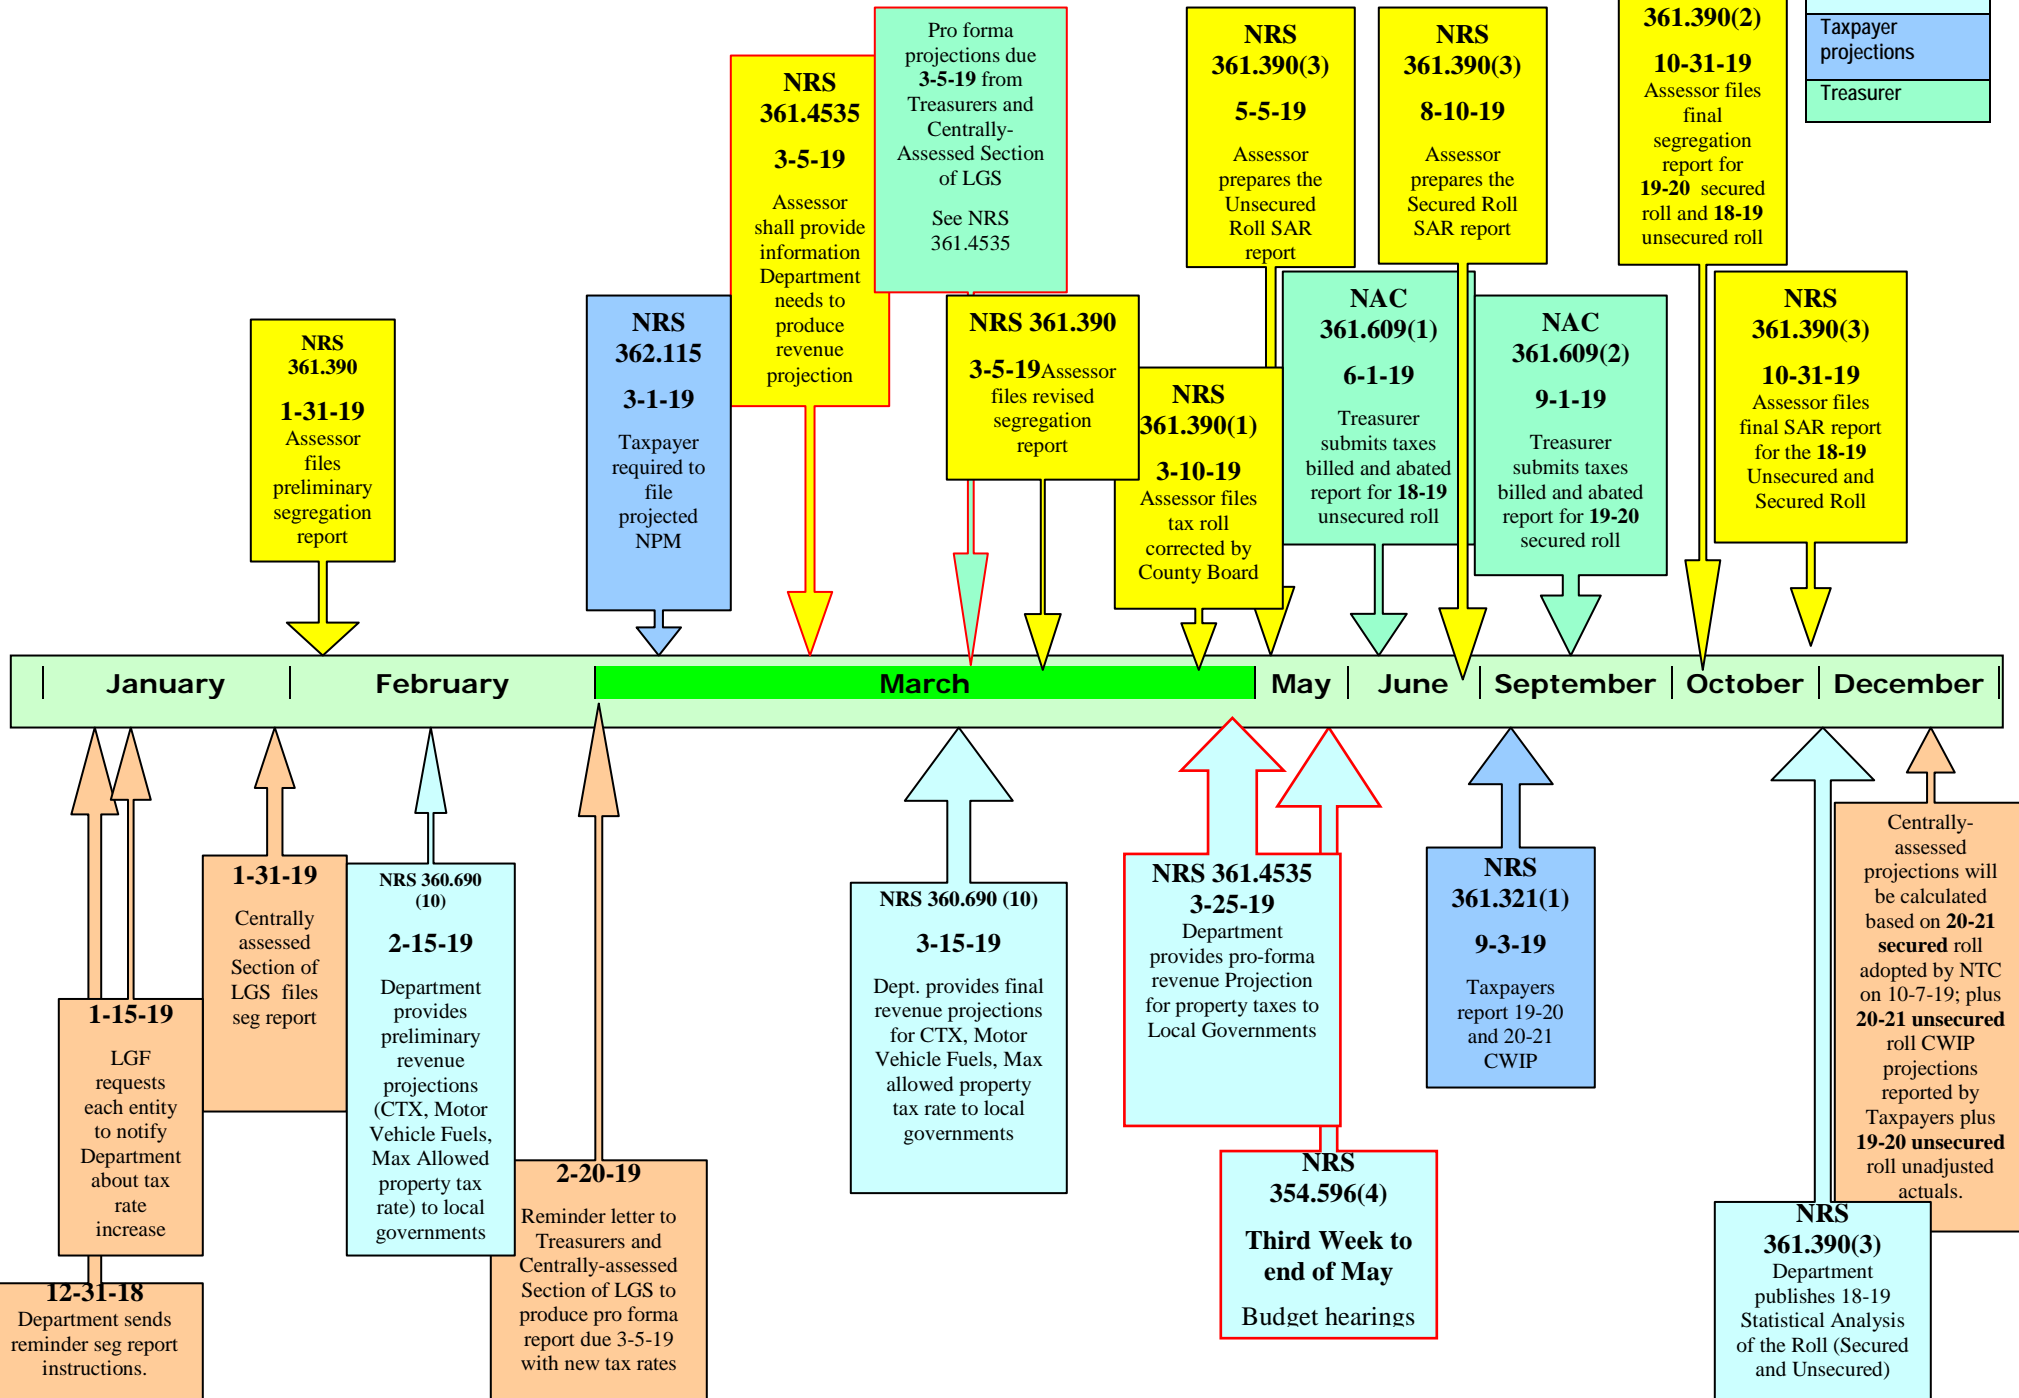 Taxpayer
projections
Treasurer
NRS
361.390
1-31-19
Assessor
files
preliminary
segregation
report
NRS
362.115
3-1-19
Taxpayer
required to
file
projected
NPM
NRS
361.4535
3-5-19
Assessor
shall provide
information
Department
needs to
produce
revenue
projection
Pro forma
projections due
3-5-19 from
Treasurers and
Centrally-
Assessed Section
of LGS
See NRS
361.4535
NRS 361.390
3-5-19Assessor
files revised
segregation
report
NRS
361.390(1)
3-10-19
Assessor files
tax roll
corrected by
County Board
NRS
361.390(3)
5-5-19
Assessor
prepares the
Unsecured
Roll SAR
report
NAC
361.609(1)
6-1-19
Treasurer
submits taxes
billed and abated
report for 18-19
unsecured roll
NRS
361.390(3)
8-10-19
Assessor
prepares the
Secured Roll
SAR report
NAC
361.609(2)
9-1-19
Treasurer
submits taxes
billed and abated
report for 19-20
secured roll
361.390(2)
10-31-19
Assessor files
final
segregation
report for
19-20 secured
roll and 18-19
unsecured roll
NRS
361.390(3)
10-31-19
Assessor files
final SAR report
for the 18-19
Unsecured and
Secured Roll
January
February
March
May
June
September
October
December
12-31-18
Department sends
reminder seg report
instructions.
1-15-19
LGF
requests
each entity
to notify
Department
about tax
rate
increase
1-31-19
Centrally
assessed
Section of
LGS files
seg report
NRS 360.690
(10)
2-15-19
Department
provides
preliminary
revenue
projections
(CTX, Motor
Vehicle Fuels,
Max Allowed
property tax
rate) to local
governments
2-20-19
Reminder letter to
Treasurers and
Centrally-assessed
Section of LGS to
produce pro forma
report due 3-5-19
with new tax rates
NRS 360.690 (10)
3-15-19
Dept. provides final
revenue projections
for CTX, Motor
Vehicle Fuels, Max
allowed property
tax rate to local
governments
NRS 361.4535
3-25-19
Department
provides pro-forma
revenue Projection
for property taxes to
Local Governments
NRS
354.596(4)
Third Week to
end of May
Budget hearings
NRS
361.321(1)
9-3-19
Taxpayers
report 19-20
and 20-21
CWIP
NRS
361.390(3)
Department
publishes 18-19
Statistical Analysis
of the Roll (Secured
and Unsecured)
Centrally-
assessed
projections will
be calculated
based on 20-21
secured roll
adopted by NTC
on 10-7-19; plus
20-21 unsecured
roll CWIP
projections
reported by
Taxpayers plus
19-20 unsecured
roll unadjusted
actuals.